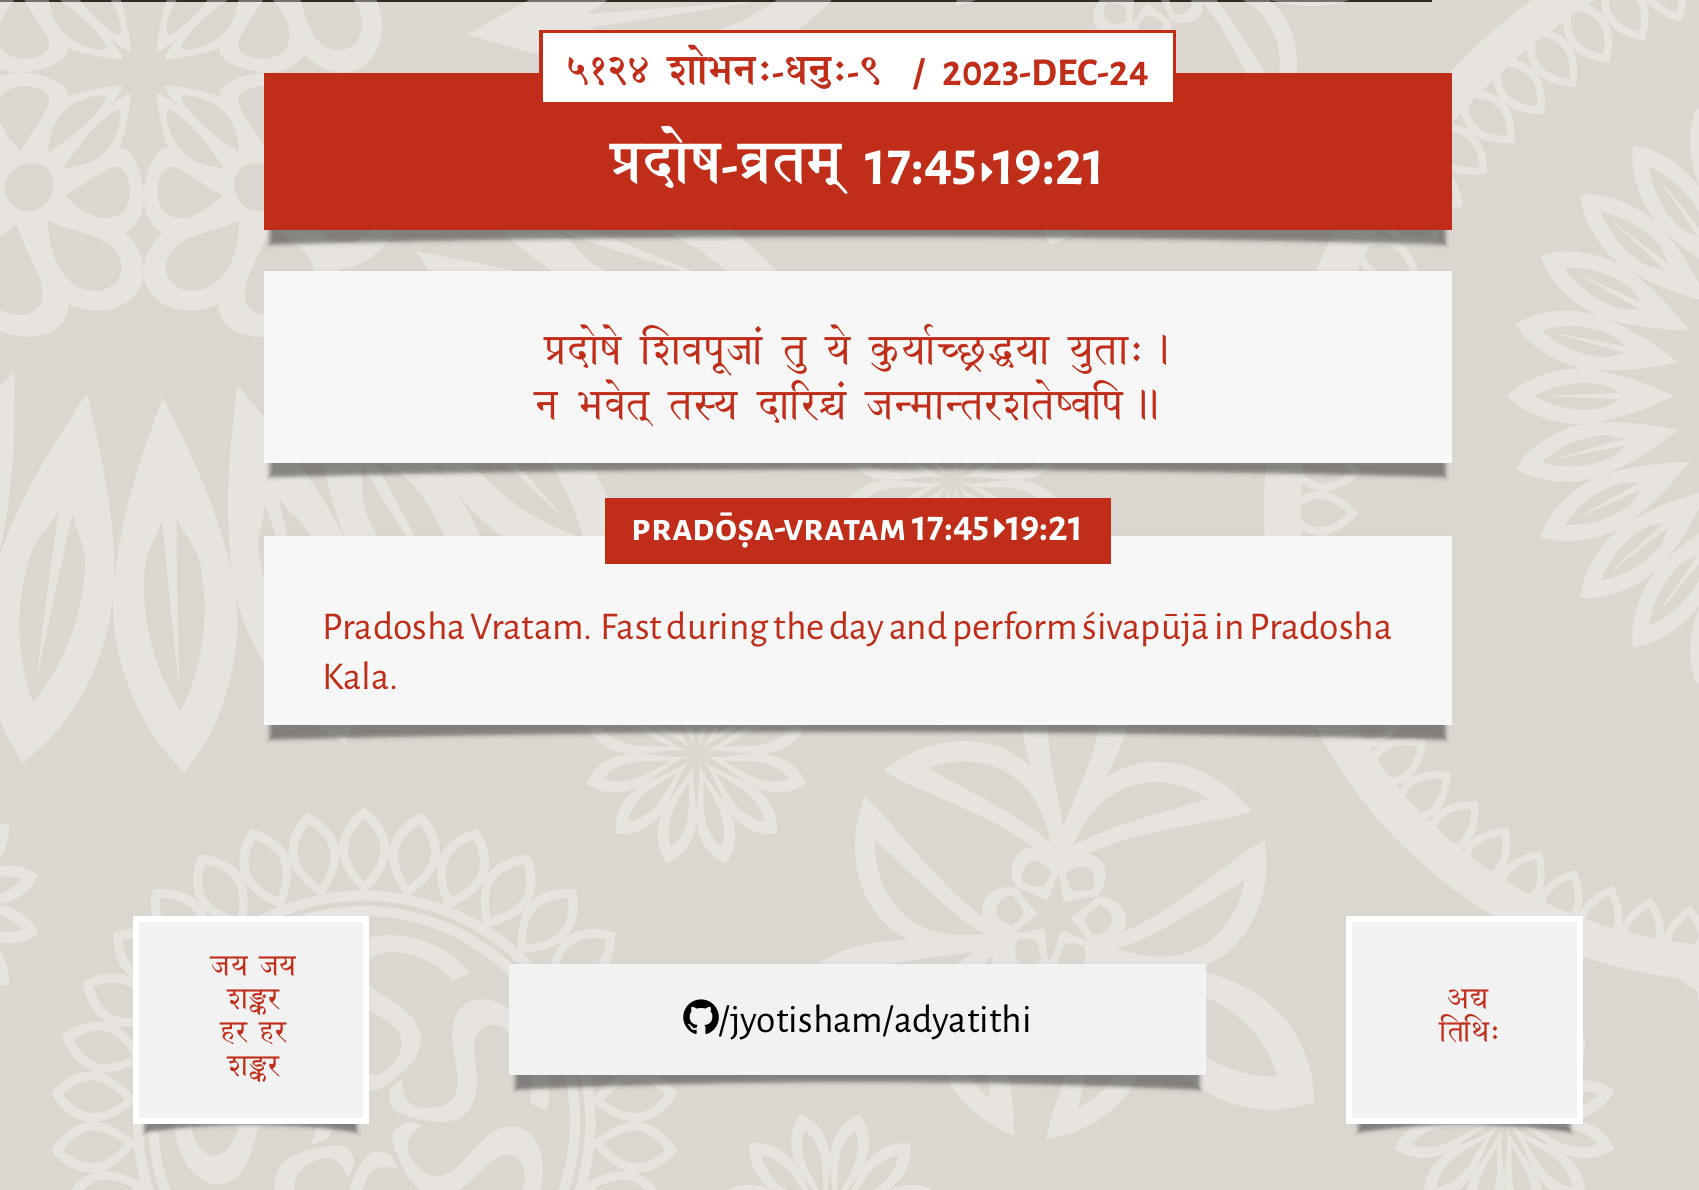 ५१२४ शोभनः-धनुः-९ / 2023-DEC-24
प्रदोष-व्रतम् 17:45▸19:21
प्रदोषे शिवपूजां तु ये कुर्याच्छ्रद्धया युताः ।
न भवेत् तस्य दारिद्र्यं जन्मान्तरशतेष्वपि ॥
PRADŌṢA-VRATAM 17:45▸19:21
Pradosha Vratam. Fast during the day and perform śivapūjā in Pradosha
Kala.
जय जय
शङ्कर
हर हर
शङ्कर
/jyotisham/adyatithi
अद्य
तिथिः